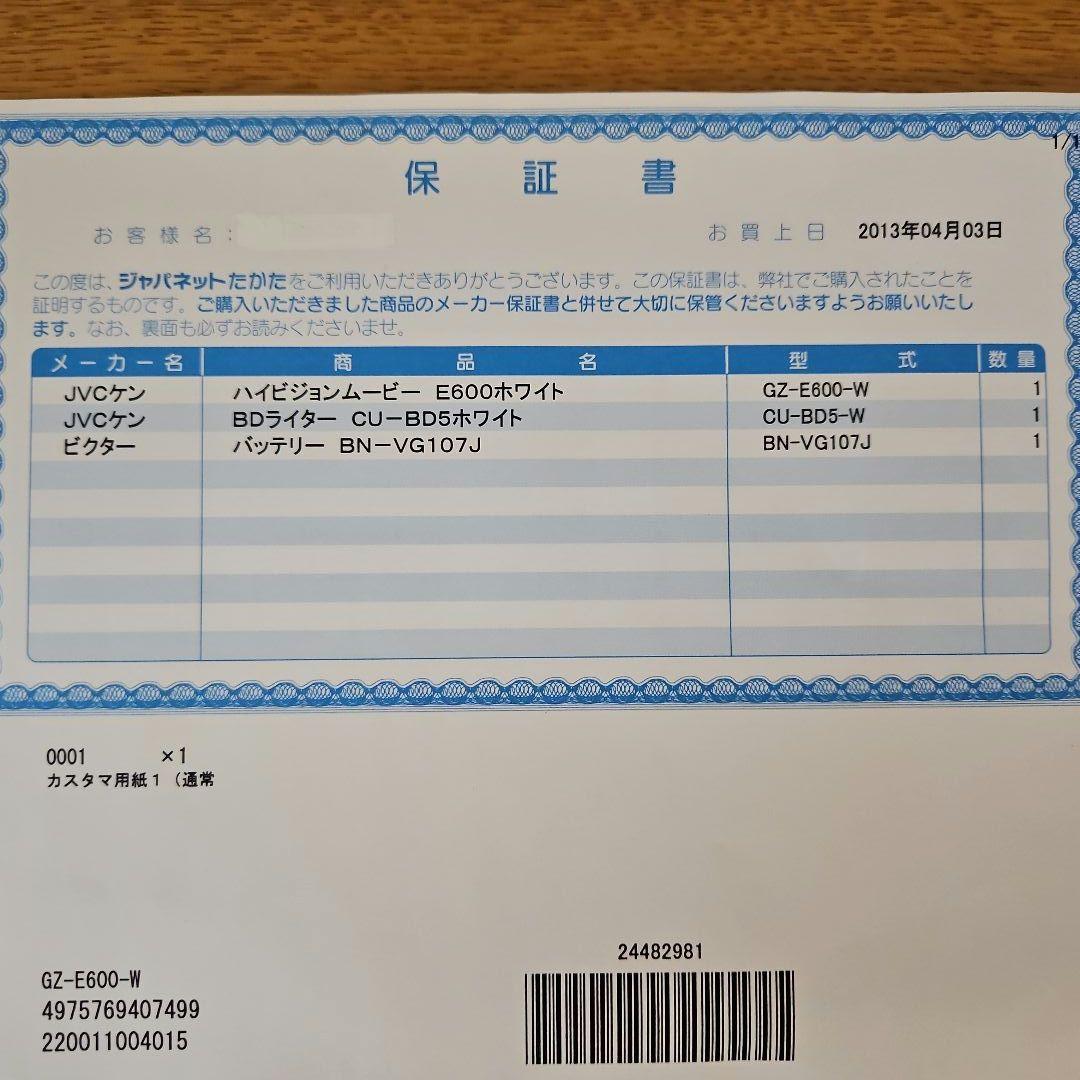 1/1
保証書
お客様名:
お買上日 2013年04月03日
この度は、ジャパネットたかたをご利用いただきありがとうございます。この保証書は、弊社でご購入されたことを
証明するものです。ご購入いただきました商品のメーカー保証書と併せて大切に保管くださいますようお願いいたし
ます。なお、裏面も必ずお読みくださいませ。
メーカー名 商品名 型式 数量
JVCケン ハイビジョンムービー E600ホワイト GZ-E600-W 1
JVCケン BDライター CU-BD5ホワイト CU-BD5-W 1
ビクター バッテリー BN-VG107J BN-VG107J 1
0001 ×1
カスタマ用紙1(通常
24482981
GZ-E600-W
4975769407499
220011004015